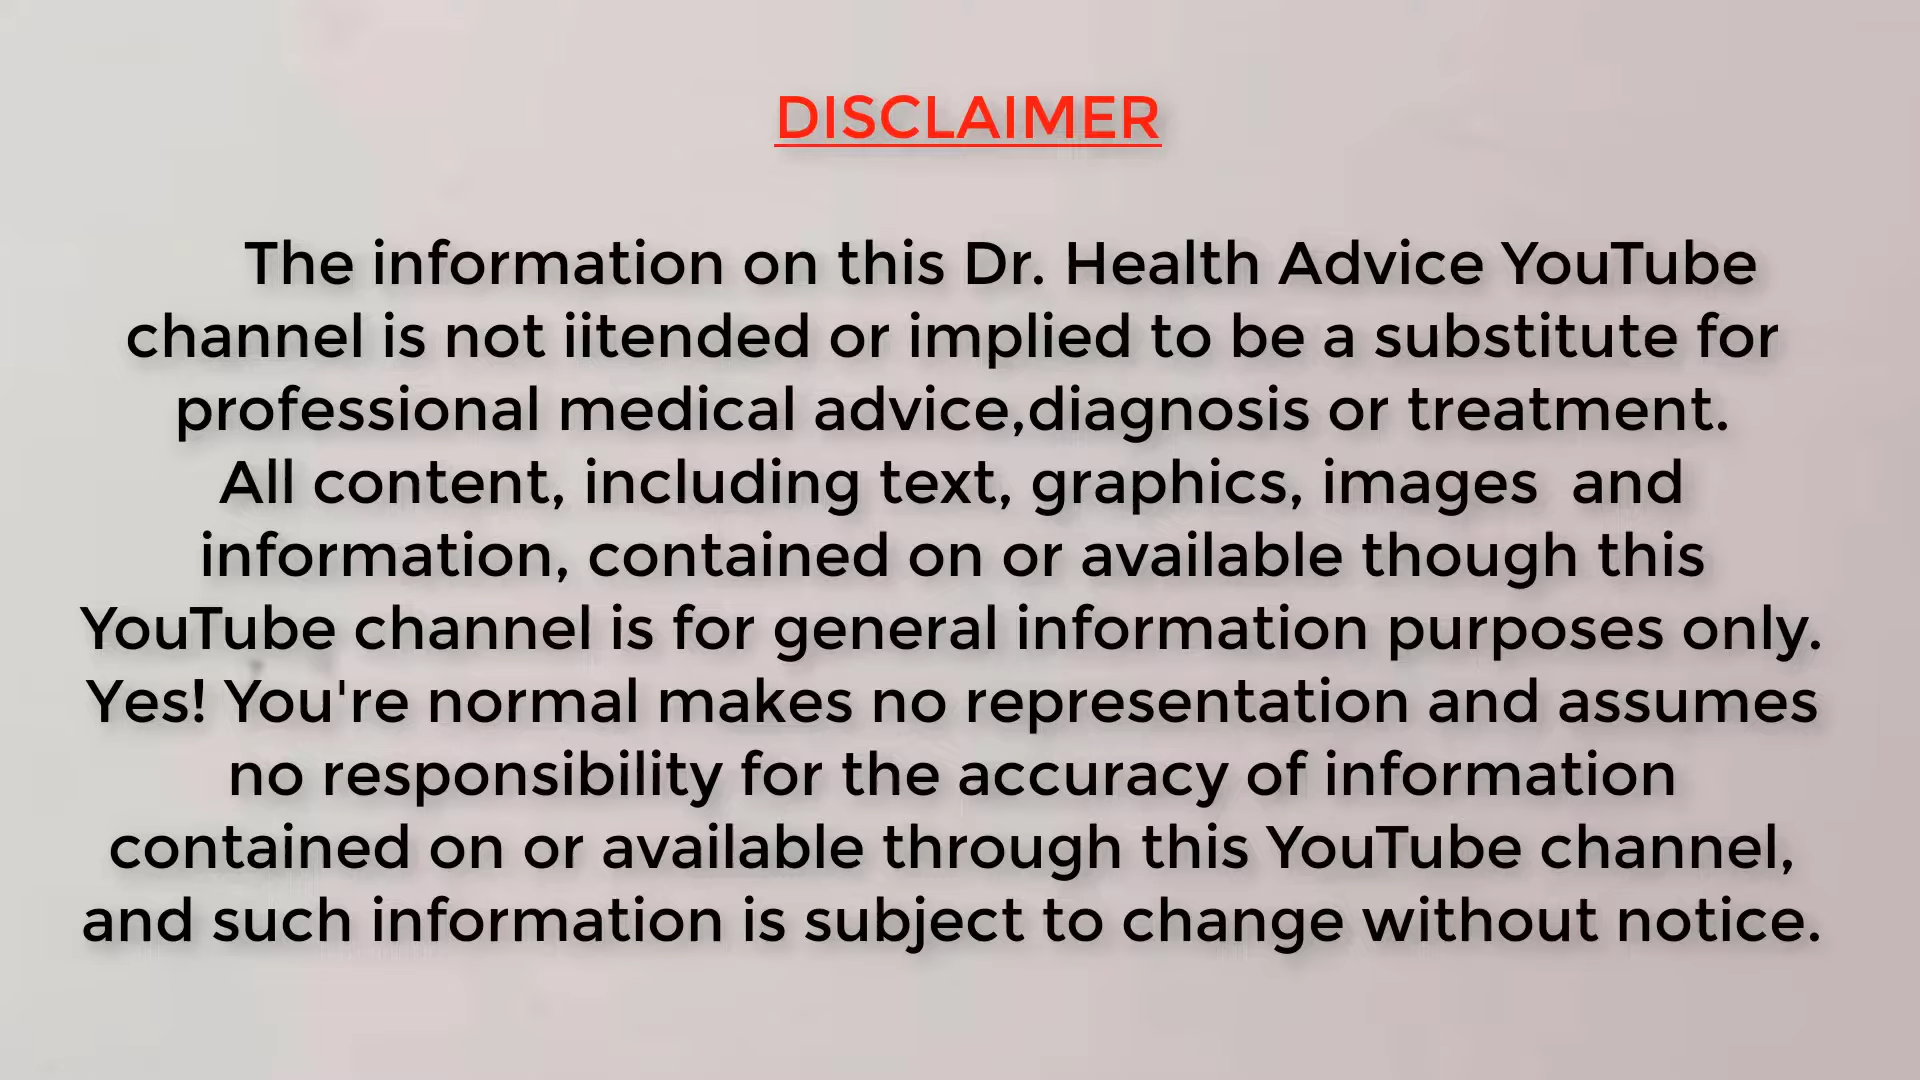 DISCLAIMER
The information on this Dr. Health Advice YouTube
channel is not iitended or implied to be a substitute for
professional medical advice,diagnosis or treatment.
All content, including text, graphics, images  and
information, contained on or available though this
YouTube channel is for general information purposes only.
Yes! You're normal makes no representation and assumes
no responsibility for the accuracy of information
contained on or available through this YouTube channel,
and such information is subject to change without notice.